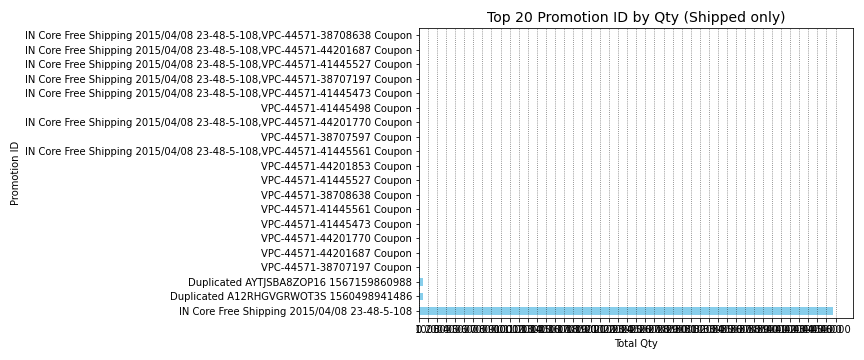 Top 20 Promotion ID by Qty (Shipped only)
IN Core Free Shipping 2015/04/08 23-48-5-108,VPC-44571-38708638 Coupon
IN Core Free Shipping 2015/04/08 23-48-5-108,VPC-44571-44201687 Coupon
IN Core Free Shipping 2015/04/08 23-48-5-108,VPC-44571-41445527 Coupon
IN Core Free Shipping 2015/04/08 23-48-5-108,VPC-44571-38707197 Coupon
IN Core Free Shipping 2015/04/08 23-48-5-108,VPC-44571-41445473 Coupon
VPC-44571-41445498 Coupon
IN Core Free Shipping 2015/04/08 23-48-5-108,VPC-44571-44201770 Coupon
VPC-44571-38707597 Coupon
IN Core Free Shipping 2015/04/08 23-48-5-108,VPC-44571-41445561 Coupon
VPC-44571-44201853 Coupon
VPC-44571-41445527 Coupon
VPC-44571-38708638 Coupon
VPC-44571-41445561 Coupon
VPC-44571-41445473 Coupon
VPC-44571-44201770 Coupon
VPC-44571-44201687 Coupon
VPC-44571-38707197 Coupon
Duplicated AYTJSBA8ZOP16 1567159860988
Duplicated A12RHGVGRWOT3S 1560498941486
IN Core Free Shipping 2015/04/08 23-48-5-108
Promotion ID
Total Qty